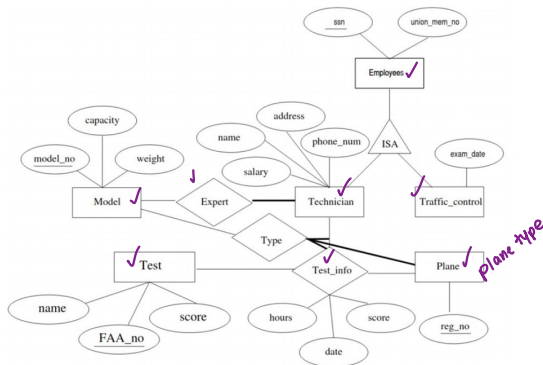 ssn
union_mem_no
Employees
address
capacity
name
phone_num
ISA
exam_date
model_no
weight
salary
Model
Expert
Technician
Traffic_control
Type
Plane type
Test
Test_info
Plane
name
score
hours
score
reg_no
FAA_no
date